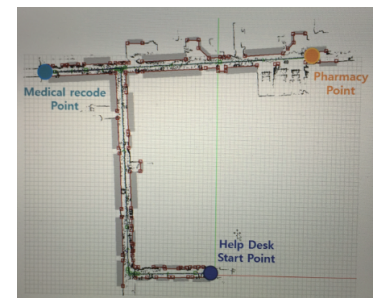 Medical recode
Point
Pharmacy
Point
Help Desk
Start Point